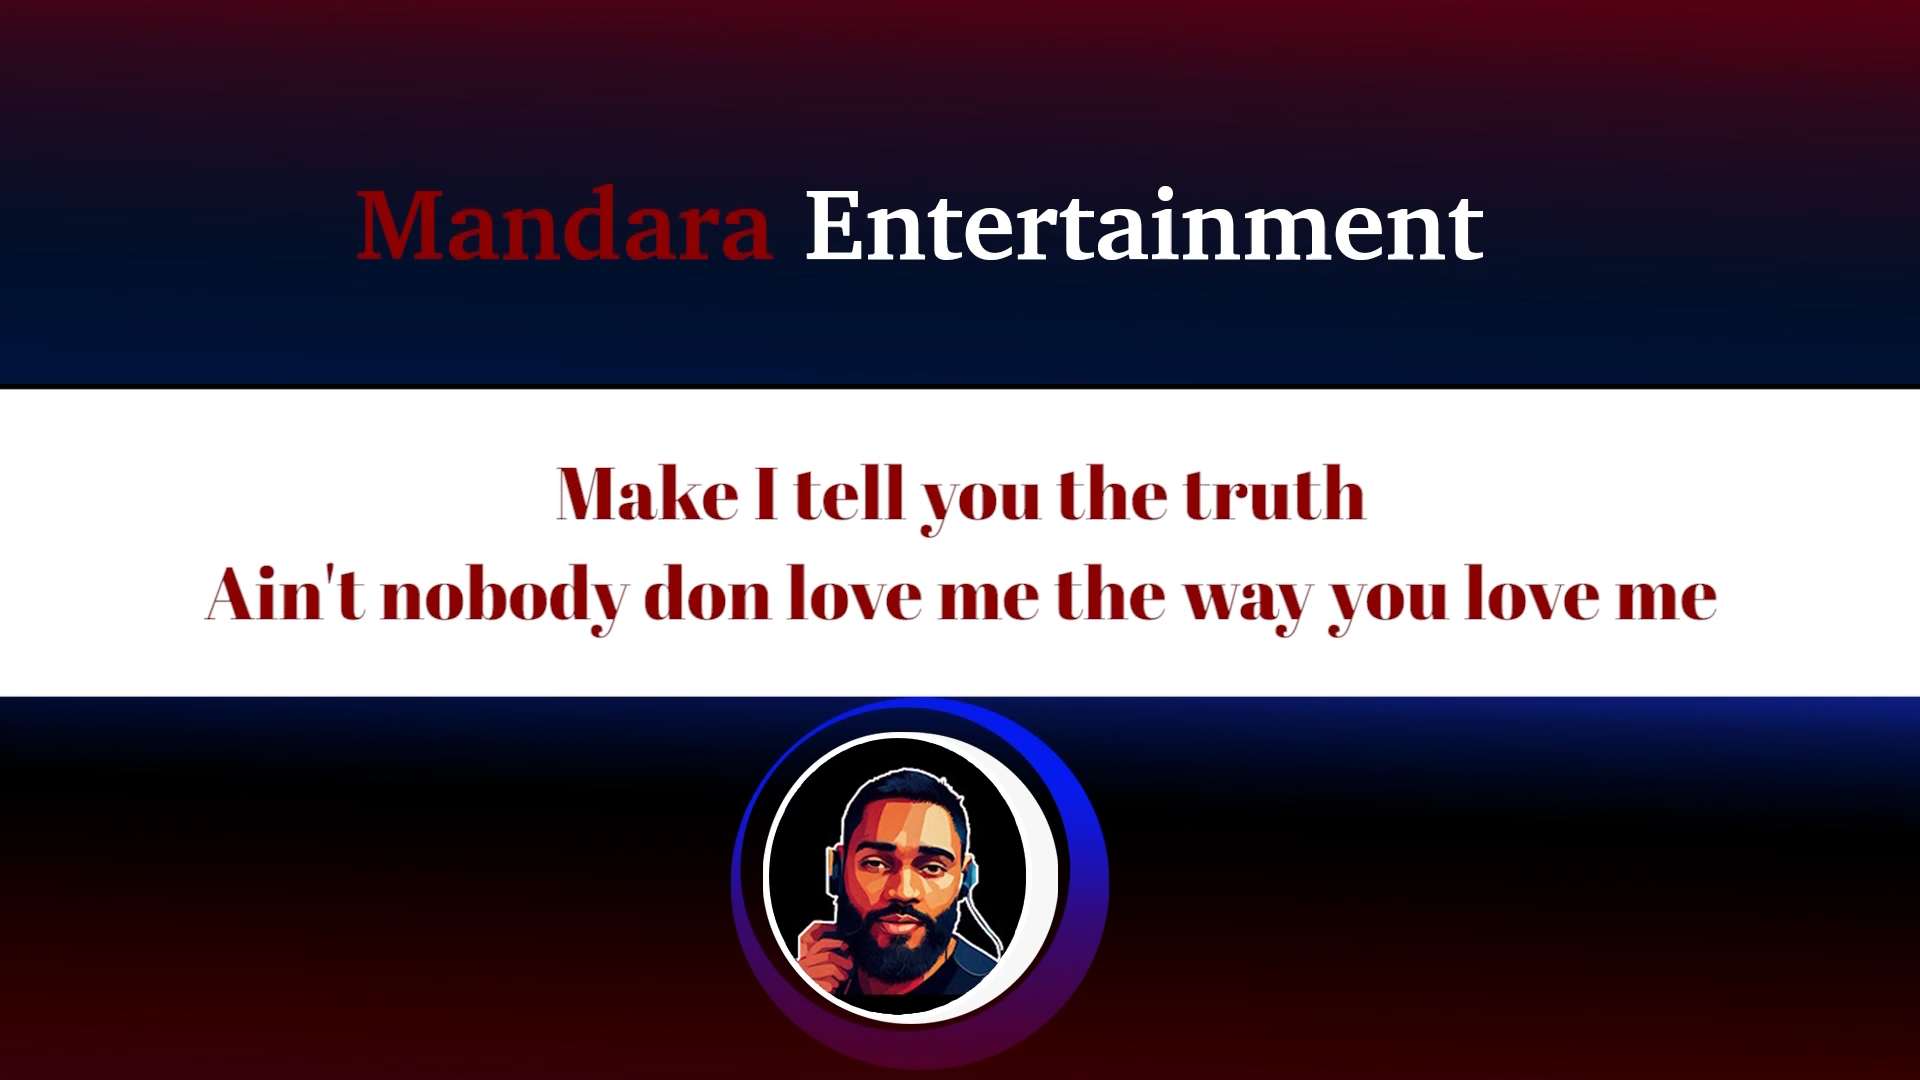 Mandara Entertainment
Make I tell you the truth
Ain't nobody don love me the way you love me